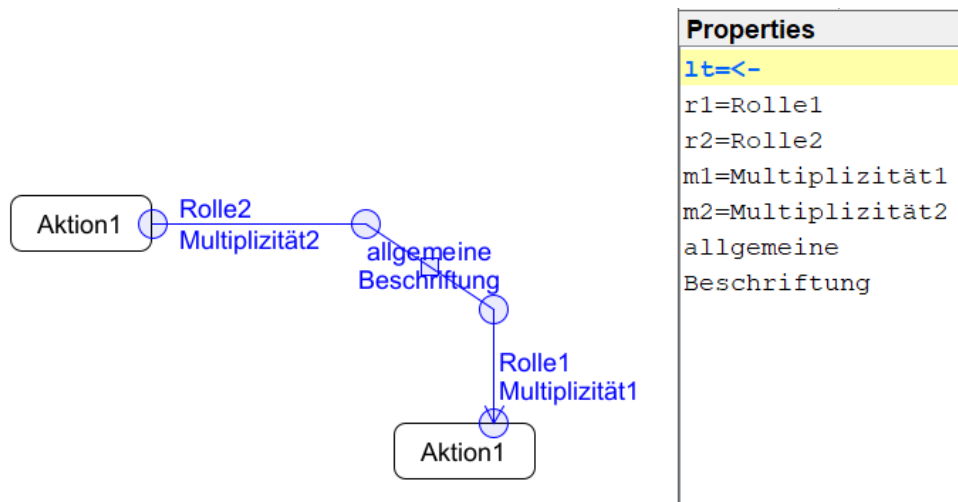 Aktion1
Rolle2
Multiplizität2
allgemeine
Beschriftung
Rolle1
Multiplizität1
Aktion1
Properties
lt=<-
r1=Rolle1
r2=Rolle2
m1=Multiplizität1
m2=Multiplizität2
allgemeine
Beschriftung